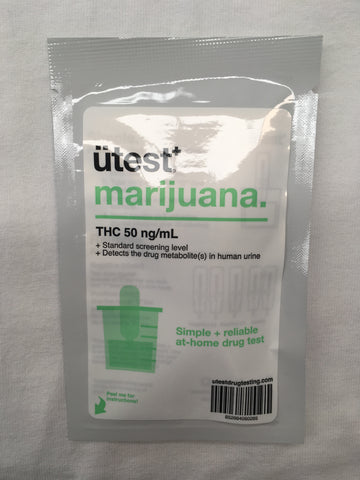 ütest+
marijuana.
THC 50 ng/mL
+ Standard screening level
+ Detects the drug metabolite(s) in human urine
Simple + reliable
at-home drug test
Peel me for
instructions!
utestdrugtesting.com